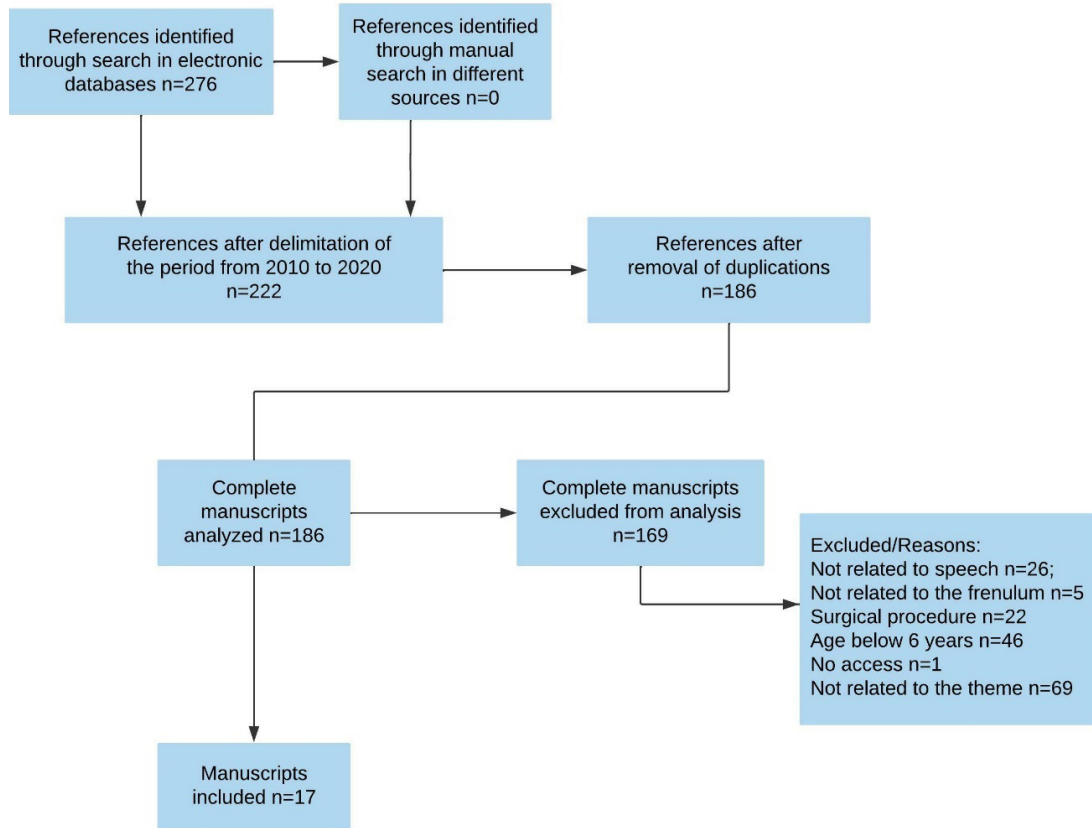 References identified
through search in electronic
databases n=276
References identified
through manual
search in different
sources n=0
References after delimitation of
the period from 2010 to 2020
n=222
References after
removal of duplications
n=186
Complete
manuscripts
analyzed n=186
Complete manuscripts
excluded from analysis
n=169
Excluded/Reasons:
Not related to speech n=26;
Not related to the frenulum n=5
Surgical procedure n=22
Age below 6 years n=46
No access n=1
Not related to the theme n=69
Manuscripts
included n=17